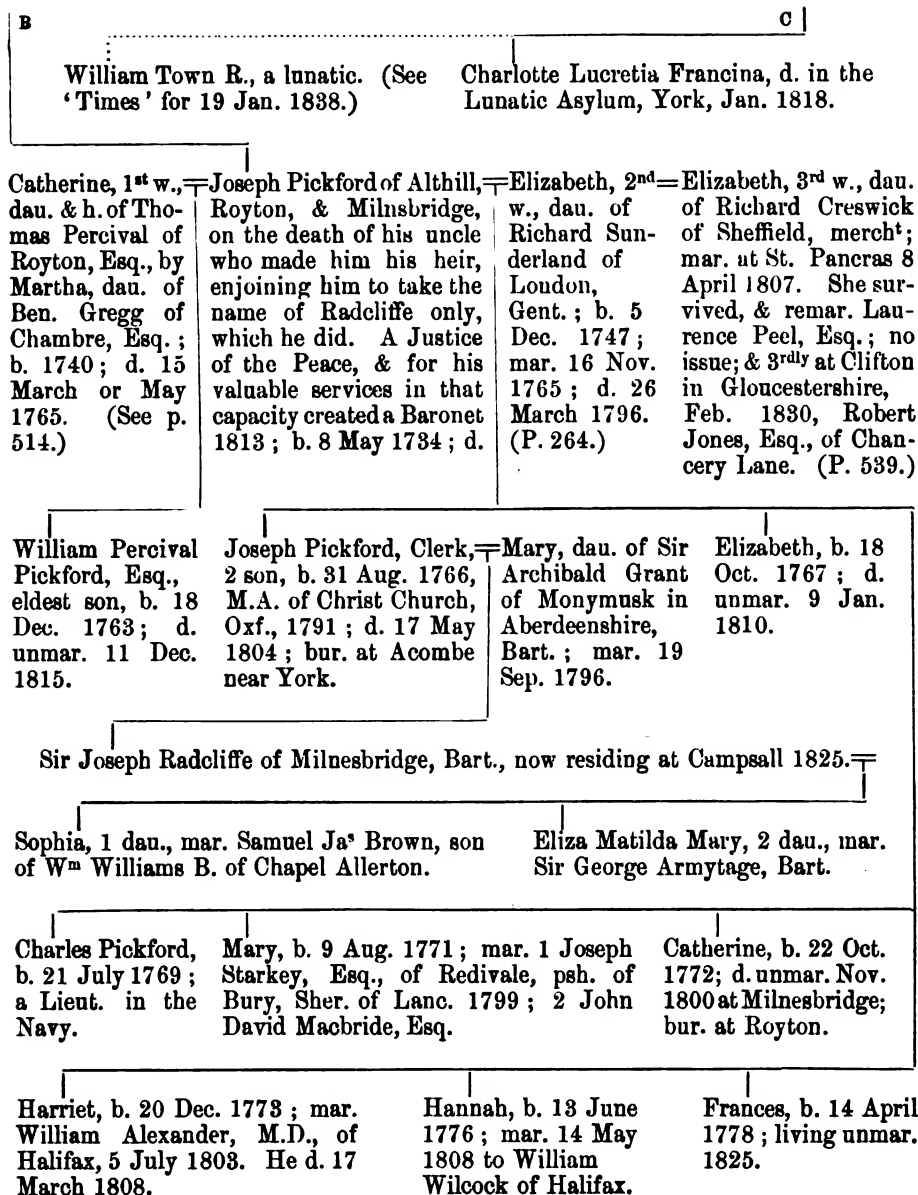 B
C
William Town R., a lunatic. (See
'Times' for 19 Jan. 1838.)
Charlotte Lucretia Francina, d. in the
Lunatic Asylum, York, Jan. 1818.
Catherine, 1st w.,
dau. & h. of Tho-
mas Percival of
Royton, Esq., by
Martha, dau. of
Ben. Gregg of
Chambre, Esq. ;
b. 1740 ; d. 15
March or May
1765. (See p.
514.)
Joseph Pickford of Althill,
Royton, & Milnsbridge,
on the death of his uncle
who made him his heir,
enjoining him to take the
name of Radcliffe only,
which he did. A Justice
of the Peace, & for his
valuable services in that
capacity created a Baronet
1813 ; b. 8 May 1734 ; d.
Elizabeth, 2nd
w., dau. of
Richard Sun-
derland of
Loudon,
Gent. ; b. 5
Dec. 1747 ;
mar. 16 Nov.
1765 ; d. 26
March 1796.
(P. 264.)
=Elizabeth, 3rd w., dau.
of Richard Creswick
of Sheffield, mercht ;
mar. at St. Pancras 8
April 1807. She sur-
vived, & remar. Lau-
rence Peel, Esq. ; no
issue; & 3rdly at Clifton
in Gloucestershire,
Feb. 1830, Robert
Jones, Esq., of Chan-
cery Lane. (P. 539.)
William Percival
Pickford, Esq.,
eldest son, b. 18
Dec. 1763 ; d.
unmar. 11 Dec.
1815.
Joseph Pickford, Clerk,
2 son, b. 31 Aug. 1766,
M.A. of Christ Church,
Oxf., 1791 ; d. 17 May
1804 ; bur. at Acombe
near York.
Mary, dau. of Sir
Archibald Grant
of Monymusk in
Aberdeenshire,
Bart. ; mar. 19
Sep. 1796.
Elizabeth, b. 18
Oct. 1767 ; d.
unmar. 9 Jan.
1810.
Sir Joseph Radcliffe of Milnesbridge, Bart., now residing at Campsall 1825.
Sophia, 1 dau., mar. Samuel Jas Brown, son
of Wm Williams B. of Chapel Allerton.
Eliza Matilda Mary, 2 dau., mar.
Sir George Armytage, Bart.
Charles Pickford,
b. 21 July 1769 ;
a Lieut. in the
Navy.
Mary, b. 9 Aug. 1771 ; mar. 1 Joseph
Starkey, Esq., of Redivale, psh. of
Bury, Sher. of Lanc. 1799 ; 2 John
David Macbride, Esq.
Catherine, b. 22 Oct.
1772; d. unmar. Nov.
1800 at Milnesbridge;
bur. at Royton.
Harriet, b. 20 Dec. 1773 ; mar.
William Alexander, M.D., of
Halifax, 5 July 1803. He d. 17
March 1808.
Hannah, b. 13 June
1776 ; mar. 14 May
1808 to William
Wilcock of Halifax.
Frances, b. 14 April
1778 ; living unmar.
1825.